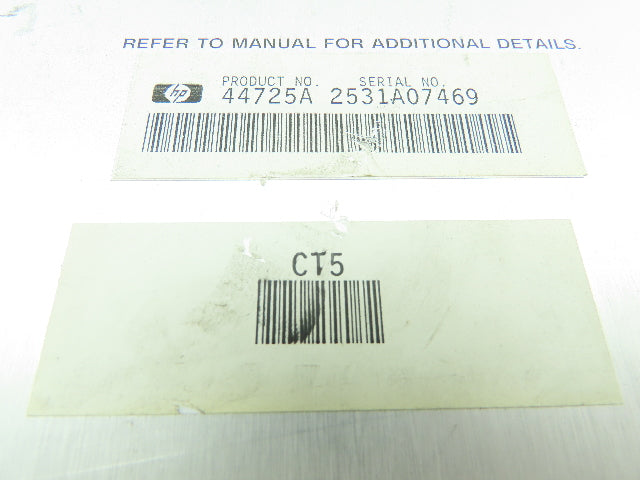 REFER TO MANUAL FOR ADDITIONAL DETAILS.
PRODUCT NO. SERIAL NO.
hp 44725A 2531A07469
CT5